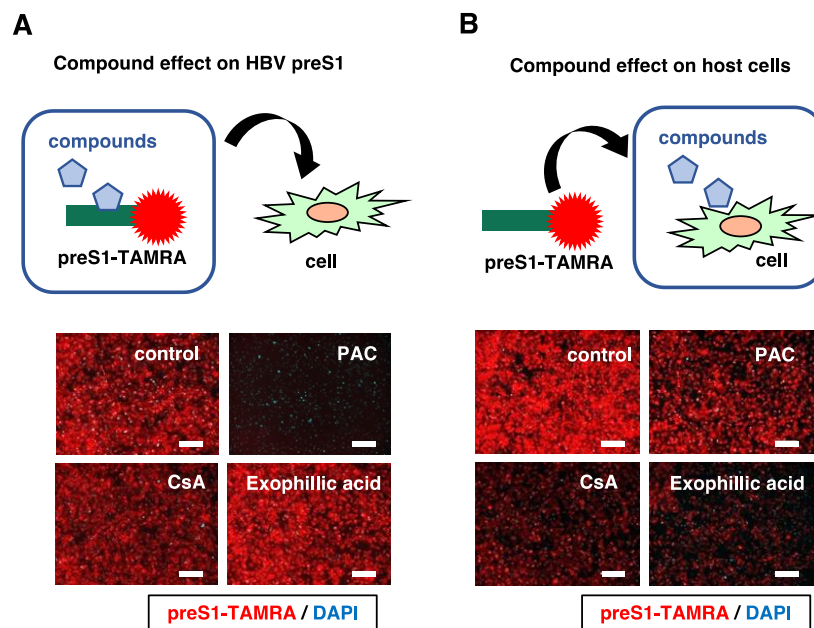 A
Compound effect on HBV preS1
compounds
preS1-TAMRA
cell
control
PAC
CsA
Exophillic acid
preS1-TAMRA / DAPI
B
Compound effect on host cells
compounds
preS1-TAMRA
cell
control
PAC
CsA
Exophillic acid
preS1-TAMRA / DAPI